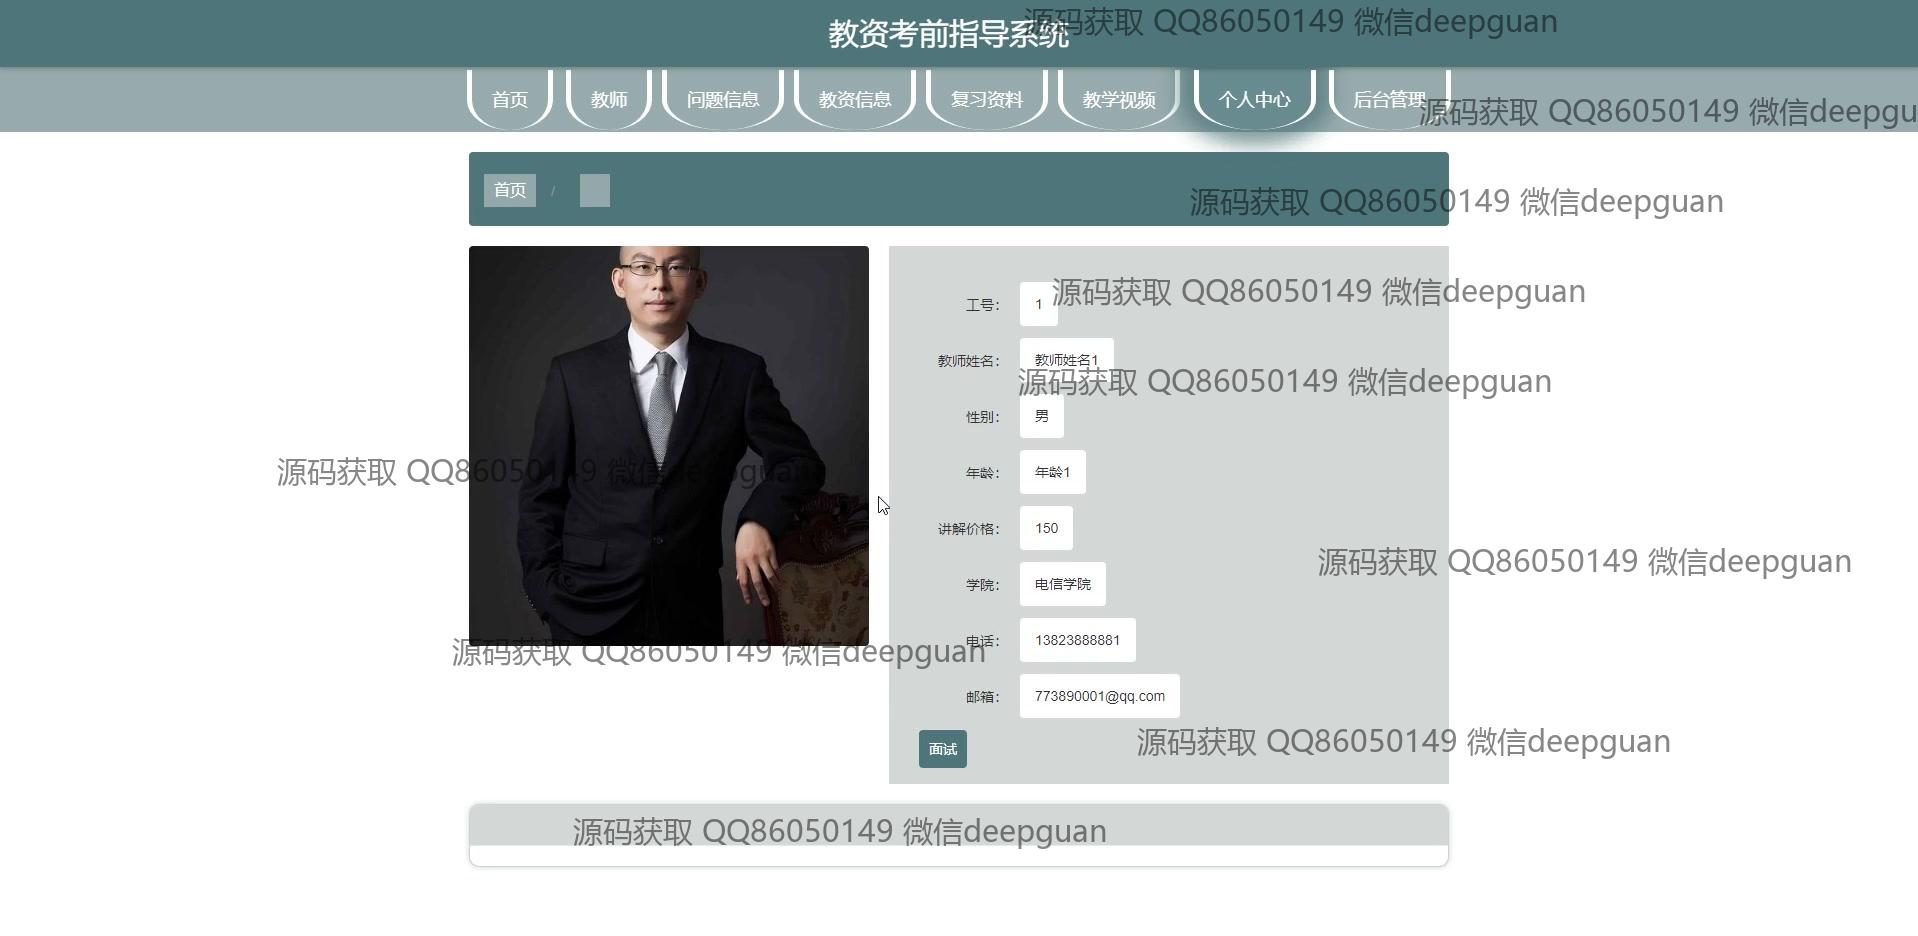 教资考前指导系统
源码获取 QQ86050149 微信deepguan
首页 教师 问题信息 教资信息 复习资料 教学视频 个人中心 后台管理
源码获取 QQ86050149 微信deepgu
首页 /
源码获取 QQ86050149 微信deepguan
工号： 1
源码获取 QQ86050149 微信deepguan
教师姓名： 教师姓名1
源码获取 QQ86050149 微信deepguan
性别： 男
年龄： 年龄1
源码获取 QQ86050149 微信deepguan
讲解价格： 150
源码获取 QQ86050149 微信deepguan
学院： 电信学院
电话： 13823888881
源码获取 QQ86050149 微信deepguan
邮箱： 773890001@qq.com
面试
源码获取 QQ86050149 微信deepguan
源码获取 QQ86050149 微信deepguan